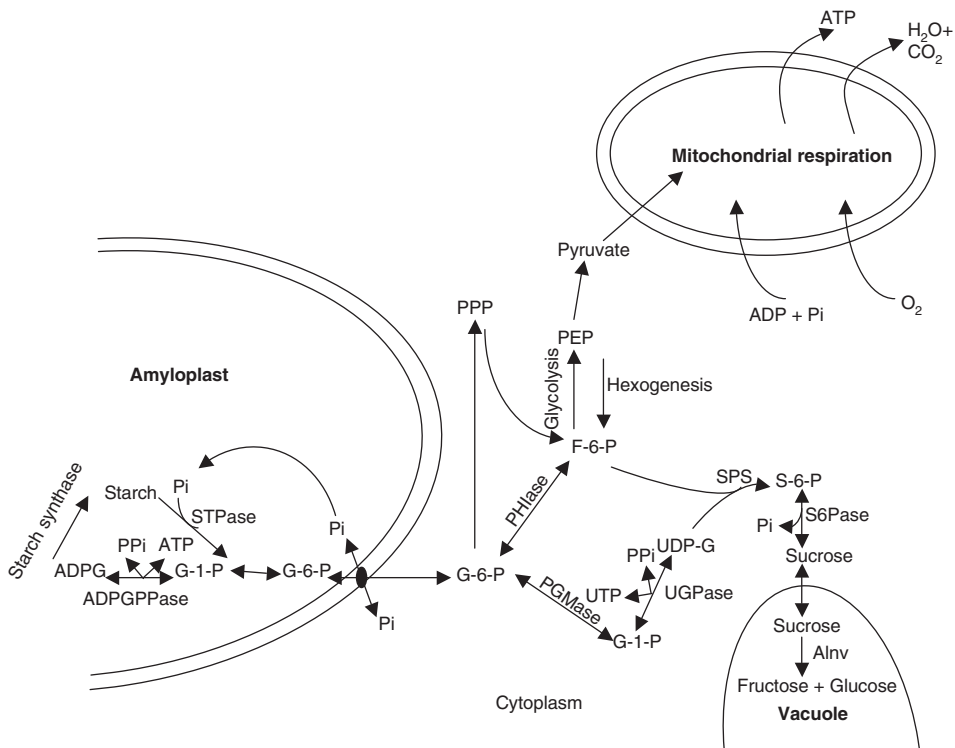 ATP
H₂O+
CO₂
Mitochondrial respiration
Pyruvate
ADP + Pi
O₂
PPP
PEP
Glycolysis
Hexogenesis
F-6-P
Amyloplast
Starch synthase
Starch
Pi
STPase
Pi
PPi
ATP
ADPG
G-1-P
G-6-P
ADPGPPase
Pi
G-6-P
PHIase
PGMase
G-1-P
UTP
PPi
UDP-G
UGPase
SPS
S-6-P
Pi
S6Pase
Sucrose
Sucrose
AInv
Fructose + Glucose
Vacuole
Cytoplasm